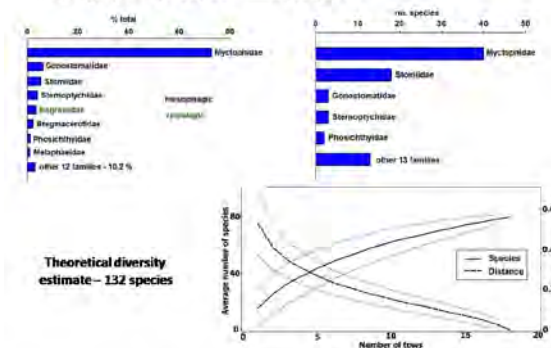 % total
0 20 40 60 80
Myctophidae
Gonostomatidae
Stomiidae
Sternoptychidae
Bregmacerotidae
Phosichthyidae
Melaphaeidae
other 12 families - 10.2 %
Mesopelagic
no. species
0 10 20 30 40 50
Myctophidae
Stomiidae
Gonostomatidae
Sternoptychidae
Phosichthyidae
other 13 families
Theoretical diversity
estimate – 132 species
Average number of species
80
40
0
Species
Distance
0 5 10 15 20
Number of tows